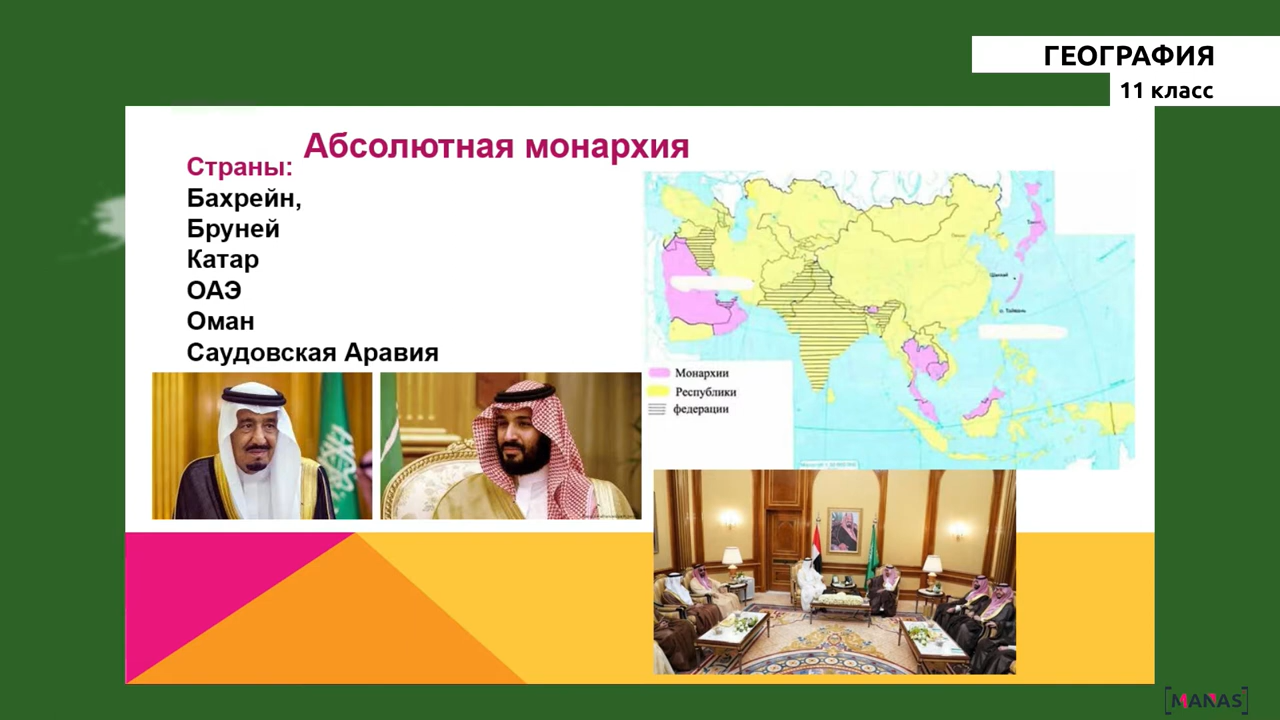 ГЕОГРАФИЯ
11 класс
Абсолютная монархия
Страны:
Бахрейн,
Бруней
Катар
ОАЭ
Оман
Саудовская Аравия
Монархии
Республики
федерации
[MANAS]